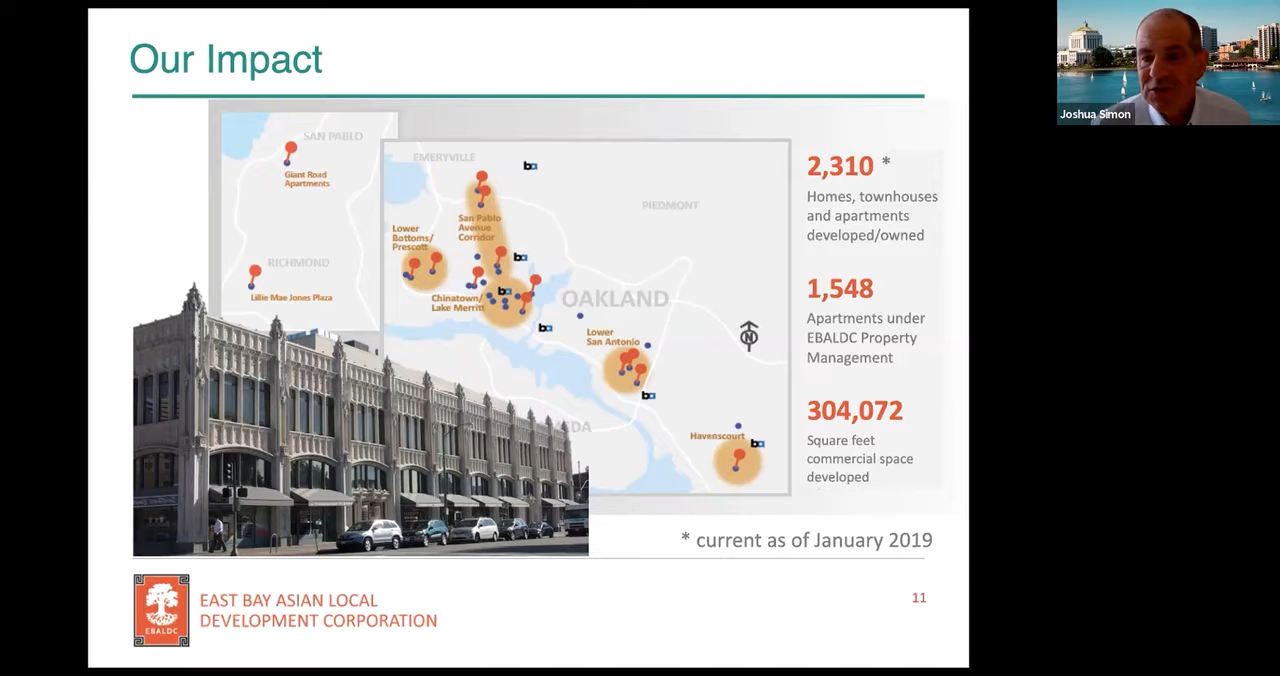 Our Impact
SAN PABLO
Giant Road
Apartments
RICHMOND
Lillie Mae Jones Plaza
EMERYVILLE
PIEDMONT
San Pablo
Avenue
Corridor
Lower
Bottoms/
Prescott
Chinatown/
Lake Merritt
OAKLAND
Lower
San Antonio
Havenscourt
N
2,310 *
Homes, townhouses
and apartments
developed/owned
1,548
Apartments under
EBALDC Property
Management
304,072
Square feet
commercial space
developed
* current as of January 2019
EBALDC
EAST BAY ASIAN LOCAL
DEVELOPMENT CORPORATION
11
Joshua Simon